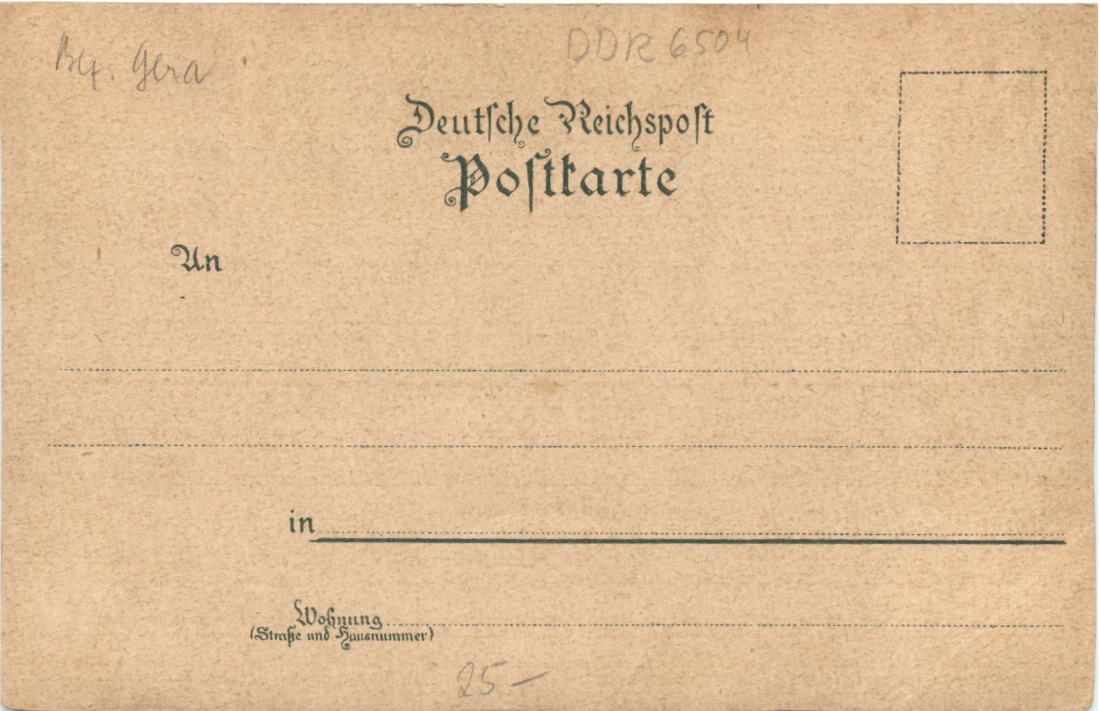 Bez. Gera
DDR 6504
Deutsche Reichspost
Postkarte
An
in
Wohnung
(Straße und Hausnummer)
25 –